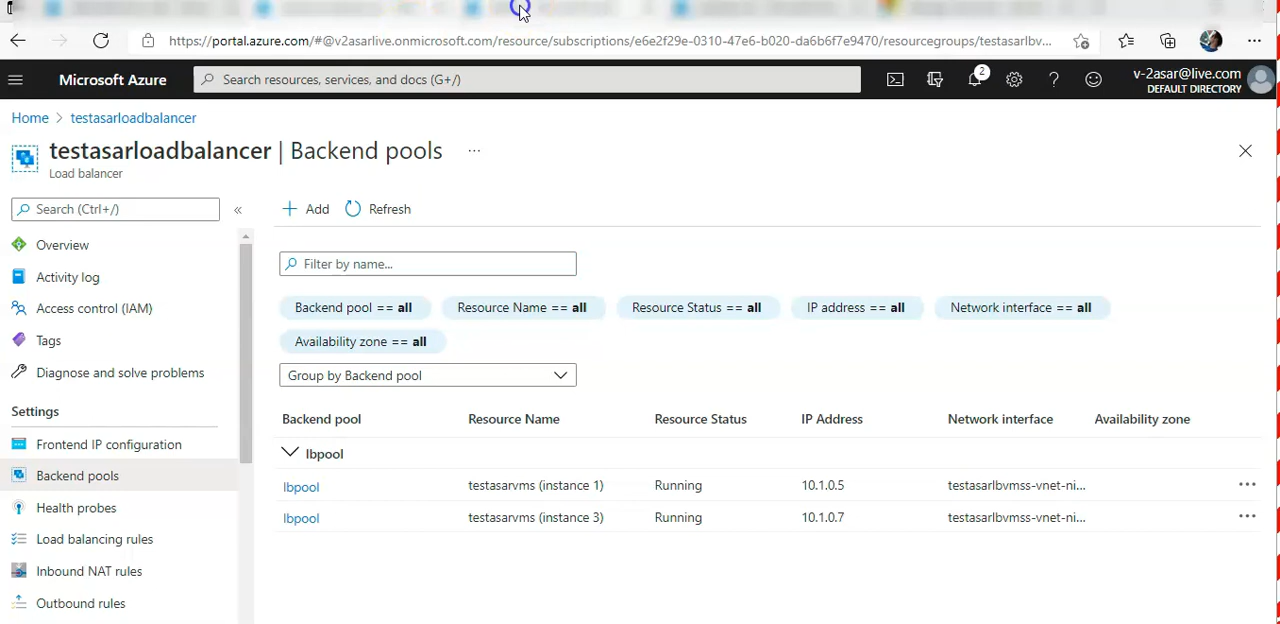 https://portal.azure.com/#@v2asarlive.onmicrosoft.com/resource/subscriptions/e6e2f29e-0310-47e6-b020-da6b6f7e9470/resourcegroups/testasarlbv...
Microsoft Azure
Search resources, services, and docs (G+/)
2
v-2asar@live.com
DEFAULT DIRECTORY
Home > testasarloadbalancer
testasarloadbalancer | Backend pools ...
Load balancer
Search (Ctrl+/)
«
Add
Refresh
Overview
Activity log
Access control (IAM)
Tags
Diagnose and solve problems
Settings
Frontend IP configuration
Backend pools
Health probes
Load balancing rules
Inbound NAT rules
Outbound rules
Filter by name...
Backend pool == all
Resource Name == all
Resource Status == all
IP address == all
Network interface == all
Availability zone == all
Group by Backend pool
Backend pool Resource Name Resource Status IP Address Network interface Availability zone
lbpool
lbpool testasarvms (instance 1) Running 10.1.0.5 testasarlbvmss-vnet-ni... ...
lbpool testasarvms (instance 3) Running 10.1.0.7 testasarlbvmss-vnet-ni... ...